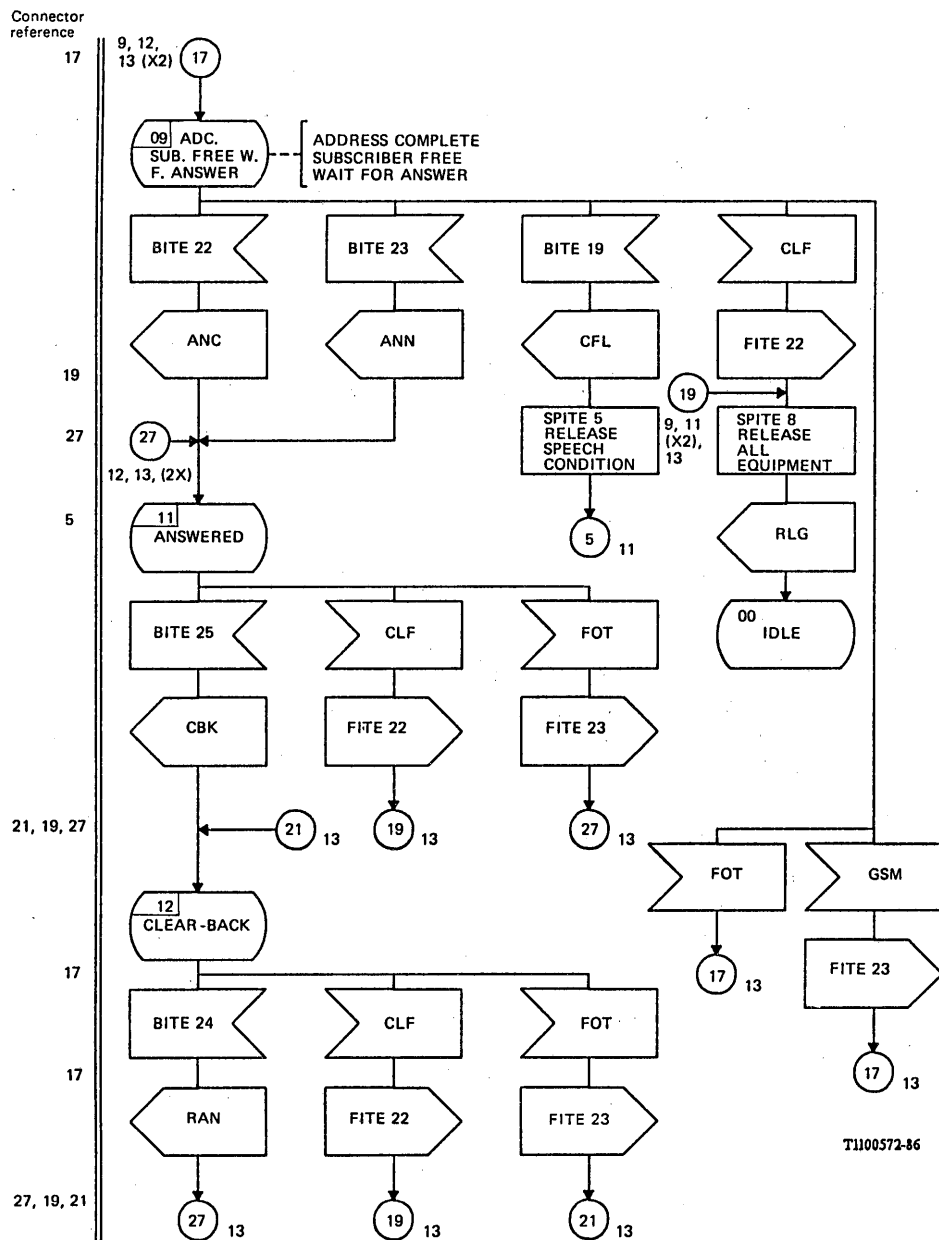 Connector
reference
17
9, 12,
13 (X2)
17
09 ADC.
SUB. FREE W.
F. ANSWER
ADDRESS COMPLETE
SUBSCRIBER FREE
WAIT FOR ANSWER
BITE 22
BITE 23
BITE 19
CLF
ANC
ANN
CFL
FITE 22
19
19
9, 11
(X2),
13
SPITE 5
RELEASE
SPEECH
CONDITION
SPITE 8
RELEASE
ALL
EQUIPMENT
27
27
12, 13, (2X)
5
11
ANSWERED
5
11
RLG
00
IDLE
BITE 25
CLF
FOT
CBK
FITE 22
FITE 23
21, 19, 27
21
13
19
13
27
13
FOT
GSM
12
CLEAR-BACK
17
17
13
FITE 23
BITE 24
CLF
FOT
17
17
13
RAN
FITE 22
FITE 23
T1100572-86
27, 19, 21
27
13
19
13
21
13